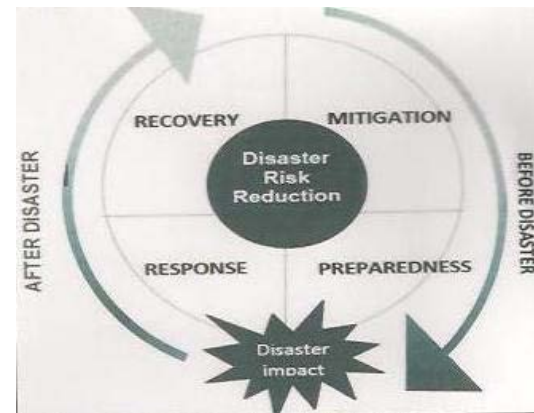 RECOVERY
MITIGATION
Disaster
Risk
Reduction
AFTER DISASTER
BEFORE DISASTER
RESPONSE
PREPAREDNESS
Disaster
impact